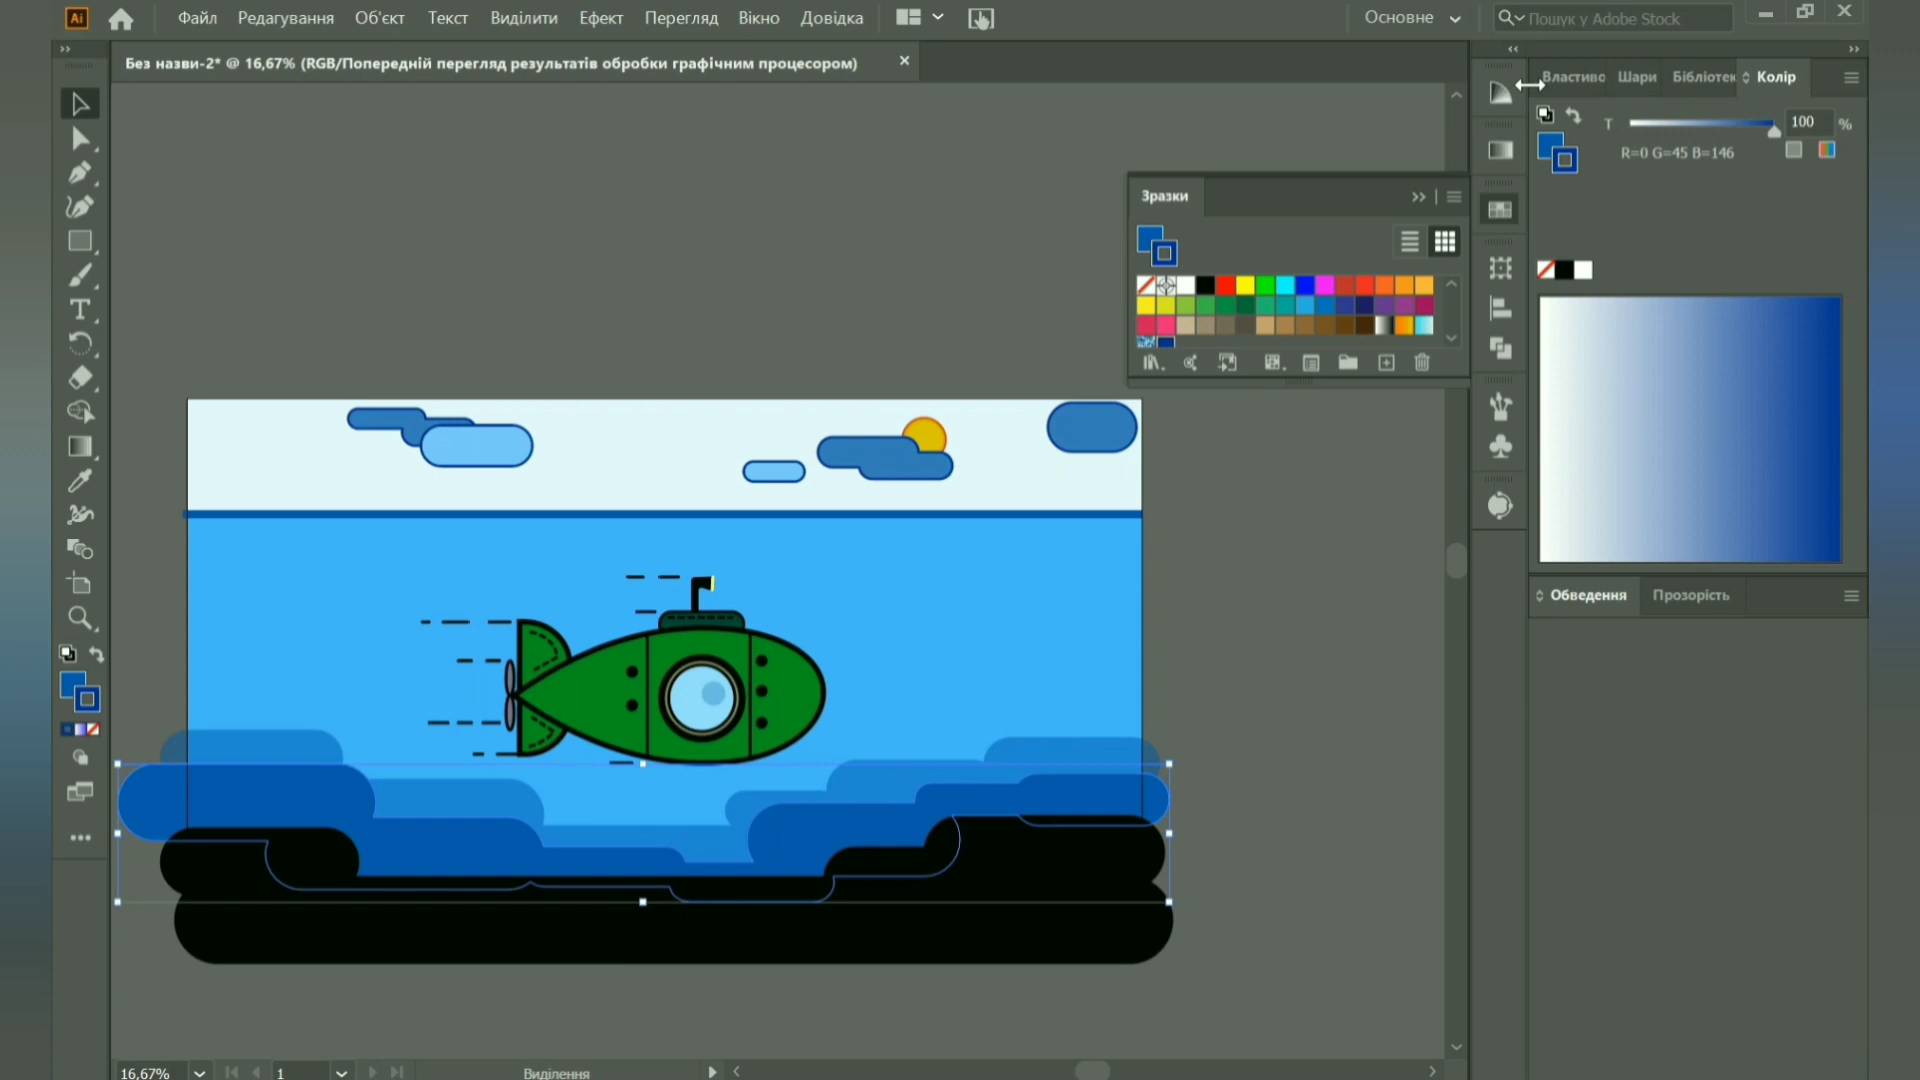 Ai Файл Редагування Об'єкт Текст Виділити Ефект Перегляд Вікно Довідка Основне Пошук у Adobe Stock
Без назви-2* @ 16,67% (RGB/Попередній перегляд результатів обробки графічним процесором)
Властиво Шари Бібліотек Колір
T 100 %
R=0 G=45 B=146
Зразки
Обведення Прозорість
16,67% 1 Виділення